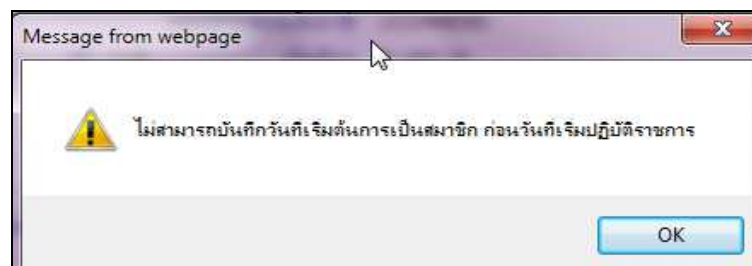 Message from webpage
ไม่สามารถบันทึกวันที่เริ่มต้นการเป็นสมาชิก ก่อนวันที่เริ่มปฏิบัติราชการ
OK